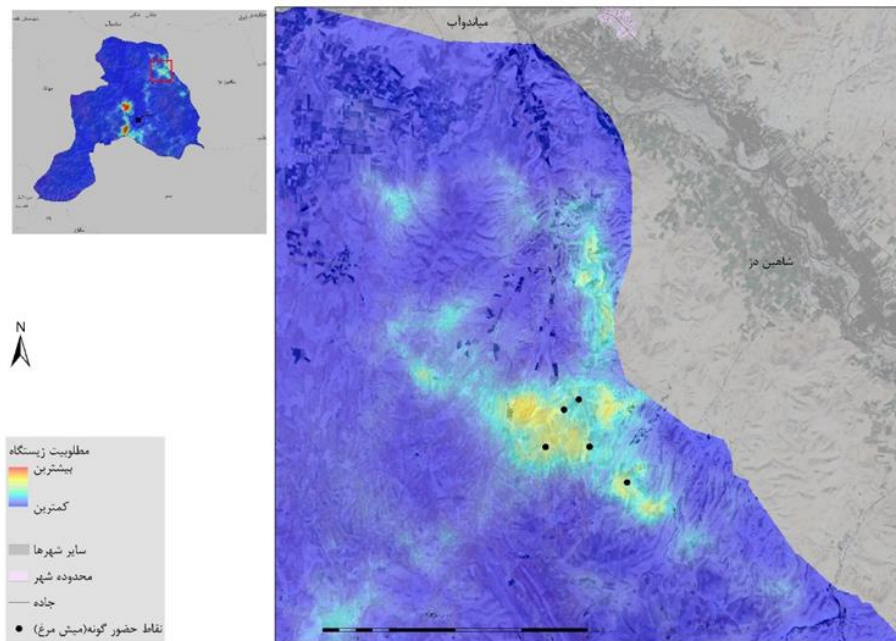 میاندوآب
شاهین دژ
N
مطلوبیت زیستگاه
بیشترین
کمترین
سایر شهرها
محدوده شهر
جاده
نقاط حضور گونه(میش مرغ)